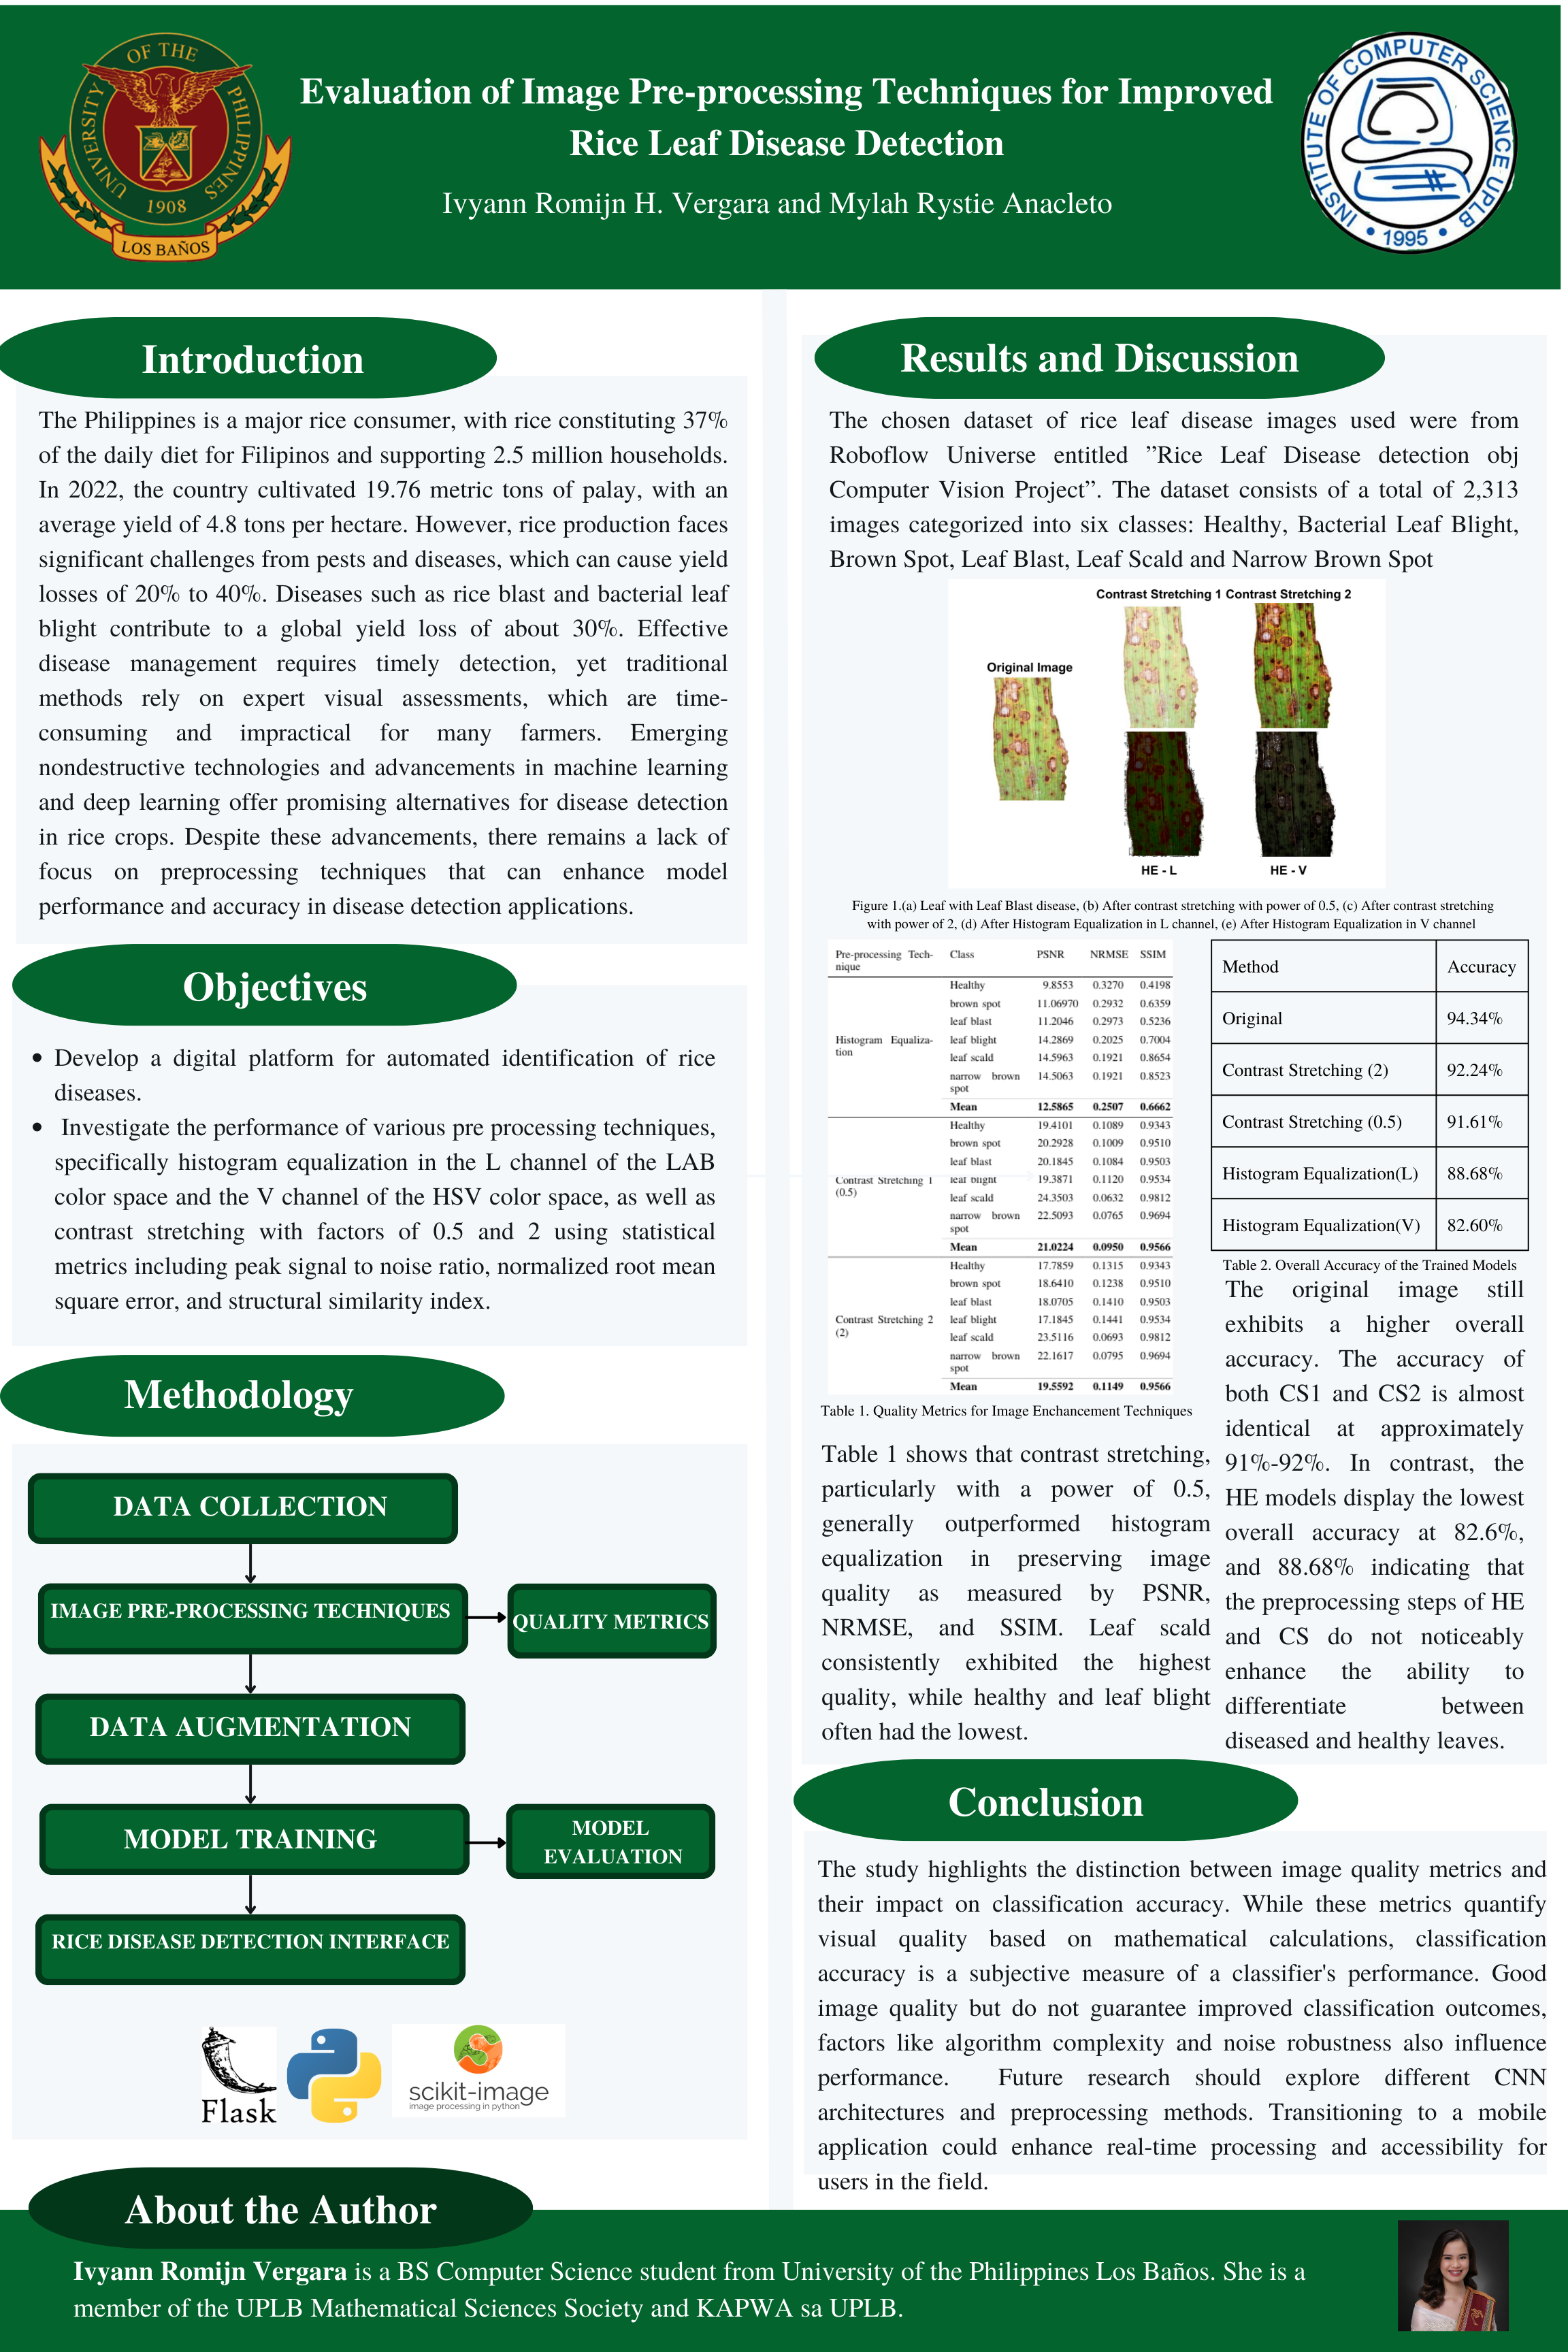 UNIVERSITY OF THE PHILIPPINES
1908
LOS BAÑOS
Evaluation of Image Pre-processing Techniques for Improved
Rice Leaf Disease Detection
Ivyann Romijn H. Vergara and Mylah Rystie Anacleto
INSTITUTE OF COMPUTER SCIENCE UPLB
• 1995 •
Introduction
The Philippines is a major rice consumer, with rice constituting 37%
of the daily diet for Filipinos and supporting 2.5 million households.
In 2022, the country cultivated 19.76 metric tons of palay, with an
average yield of 4.8 tons per hectare. However, rice production faces
significant challenges from pests and diseases, which can cause yield
losses of 20% to 40%. Diseases such as rice blast and bacterial leaf
blight contribute to a global yield loss of about 30%. Effective
disease management requires timely detection, yet traditional
methods rely on expert visual assessments, which are time-
consuming and impractical for many farmers. Emerging
nondestructive technologies and advancements in machine learning
and deep learning offer promising alternatives for disease detection
in rice crops. Despite these advancements, there remains a lack of
focus on preprocessing techniques that can enhance model
performance and accuracy in disease detection applications.
Objectives
• Develop a digital platform for automated identification of rice
diseases.
• Investigate the performance of various pre processing techniques,
specifically histogram equalization in the L channel of the LAB
color space and the V channel of the HSV color space, as well as
contrast stretching with factors of 0.5 and 2 using statistical
metrics including peak signal to noise ratio, normalized root mean
square error, and structural similarity index.
Methodology
DATA COLLECTION
IMAGE PRE-PROCESSING TECHNIQUES
QUALITY METRICS
DATA AUGMENTATION
MODEL TRAINING
MODEL
EVALUATION
RICE DISEASE DETECTION INTERFACE
Flask
scikit-image
image processing in python
Results and Discussion
The chosen dataset of rice leaf disease images used were from
Roboflow Universe entitled ”Rice Leaf Disease detection obj
Computer Vision Project”. The dataset consists of a total of 2,313
images categorized into six classes: Healthy, Bacterial Leaf Blight,
Brown Spot, Leaf Blast, Leaf Scald and Narrow Brown Spot
Contrast Stretching 1 Contrast Stretching 2
Original Image
HE - L HE - V
Figure 1.(a) Leaf with Leaf Blast disease, (b) After contrast stretching with power of 0.5, (c) After contrast stretching
with power of 2, (d) After Histogram Equalization in L channel, (e) After Histogram Equalization in V channel
Pre-processing Tech- Class PSNR NRMSE SSIM
nique
Healthy 9.8553 0.3270 0.4198
brown spot 11.06970 0.2932 0.6359
leaf blast 11.2046 0.2973 0.5236
Histogram Equaliza- leaf blight 14.2869 0.2025 0.7004
tion
leaf scald 14.5963 0.1921 0.8654
narrow brown 14.5063 0.1921 0.8523
spot
Mean 12.5865 0.2507 0.6662
Healthy 19.4101 0.1089 0.9343
brown spot 20.2928 0.1009 0.9510
leaf blast 20.1845 0.1084 0.9503
Contrast Stretching 1 leaf blight 19.3871 0.1120 0.9534
(0.5)
leaf scald 24.3503 0.0632 0.9812
narrow brown 22.5093 0.0765 0.9694
spot
Mean 21.0224 0.0950 0.9566
Healthy 17.7859 0.1315 0.9343
brown spot 18.6410 0.1238 0.9510
leaf blast 18.0705 0.1410 0.9503
Contrast Stretching 2 leaf blight 17.1845 0.1441 0.9534
(2)
leaf scald 23.5116 0.0693 0.9812
narrow brown 22.1617 0.0795 0.9694
spot
Mean 19.5592 0.1149 0.9566
Table 1. Quality Metrics for Image Enchancement Techniques
Table 1 shows that contrast stretching,
particularly with a power of 0.5,
generally outperformed histogram
equalization in preserving image
quality as measured by PSNR,
NRMSE, and SSIM. Leaf scald
consistently exhibited the highest
quality, while healthy and leaf blight
often had the lowest.
Method Accuracy
Original 94.34%
Contrast Stretching (2) 92.24%
Contrast Stretching (0.5) 91.61%
Histogram Equalization(L) 88.68%
Histogram Equalization(V) 82.60%
Table 2. Overall Accuracy of the Trained Models
The original image still
exhibits a higher overall
accuracy. The accuracy of
both CS1 and CS2 is almost
identical at approximately
91%-92%. In contrast, the
HE models display the lowest
overall accuracy at 82.6%,
and 88.68% indicating that
the preprocessing steps of HE
and CS do not noticeably
enhance the ability to
differentiate between
diseased and healthy leaves.
Conclusion
The study highlights the distinction between image quality metrics and
their impact on classification accuracy. While these metrics quantify
visual quality based on mathematical calculations, classification
accuracy is a subjective measure of a classifier's performance. Good
image quality but do not guarantee improved classification outcomes,
factors like algorithm complexity and noise robustness also influence
performance. Future research should explore different CNN
architectures and preprocessing methods. Transitioning to a mobile
application could enhance real-time processing and accessibility for
users in the field.
About the Author
Ivyann Romijn Vergara is a BS Computer Science student from University of the Philippines Los Baños. She is a
member of the UPLB Mathematical Sciences Society and KAPWA sa UPLB.